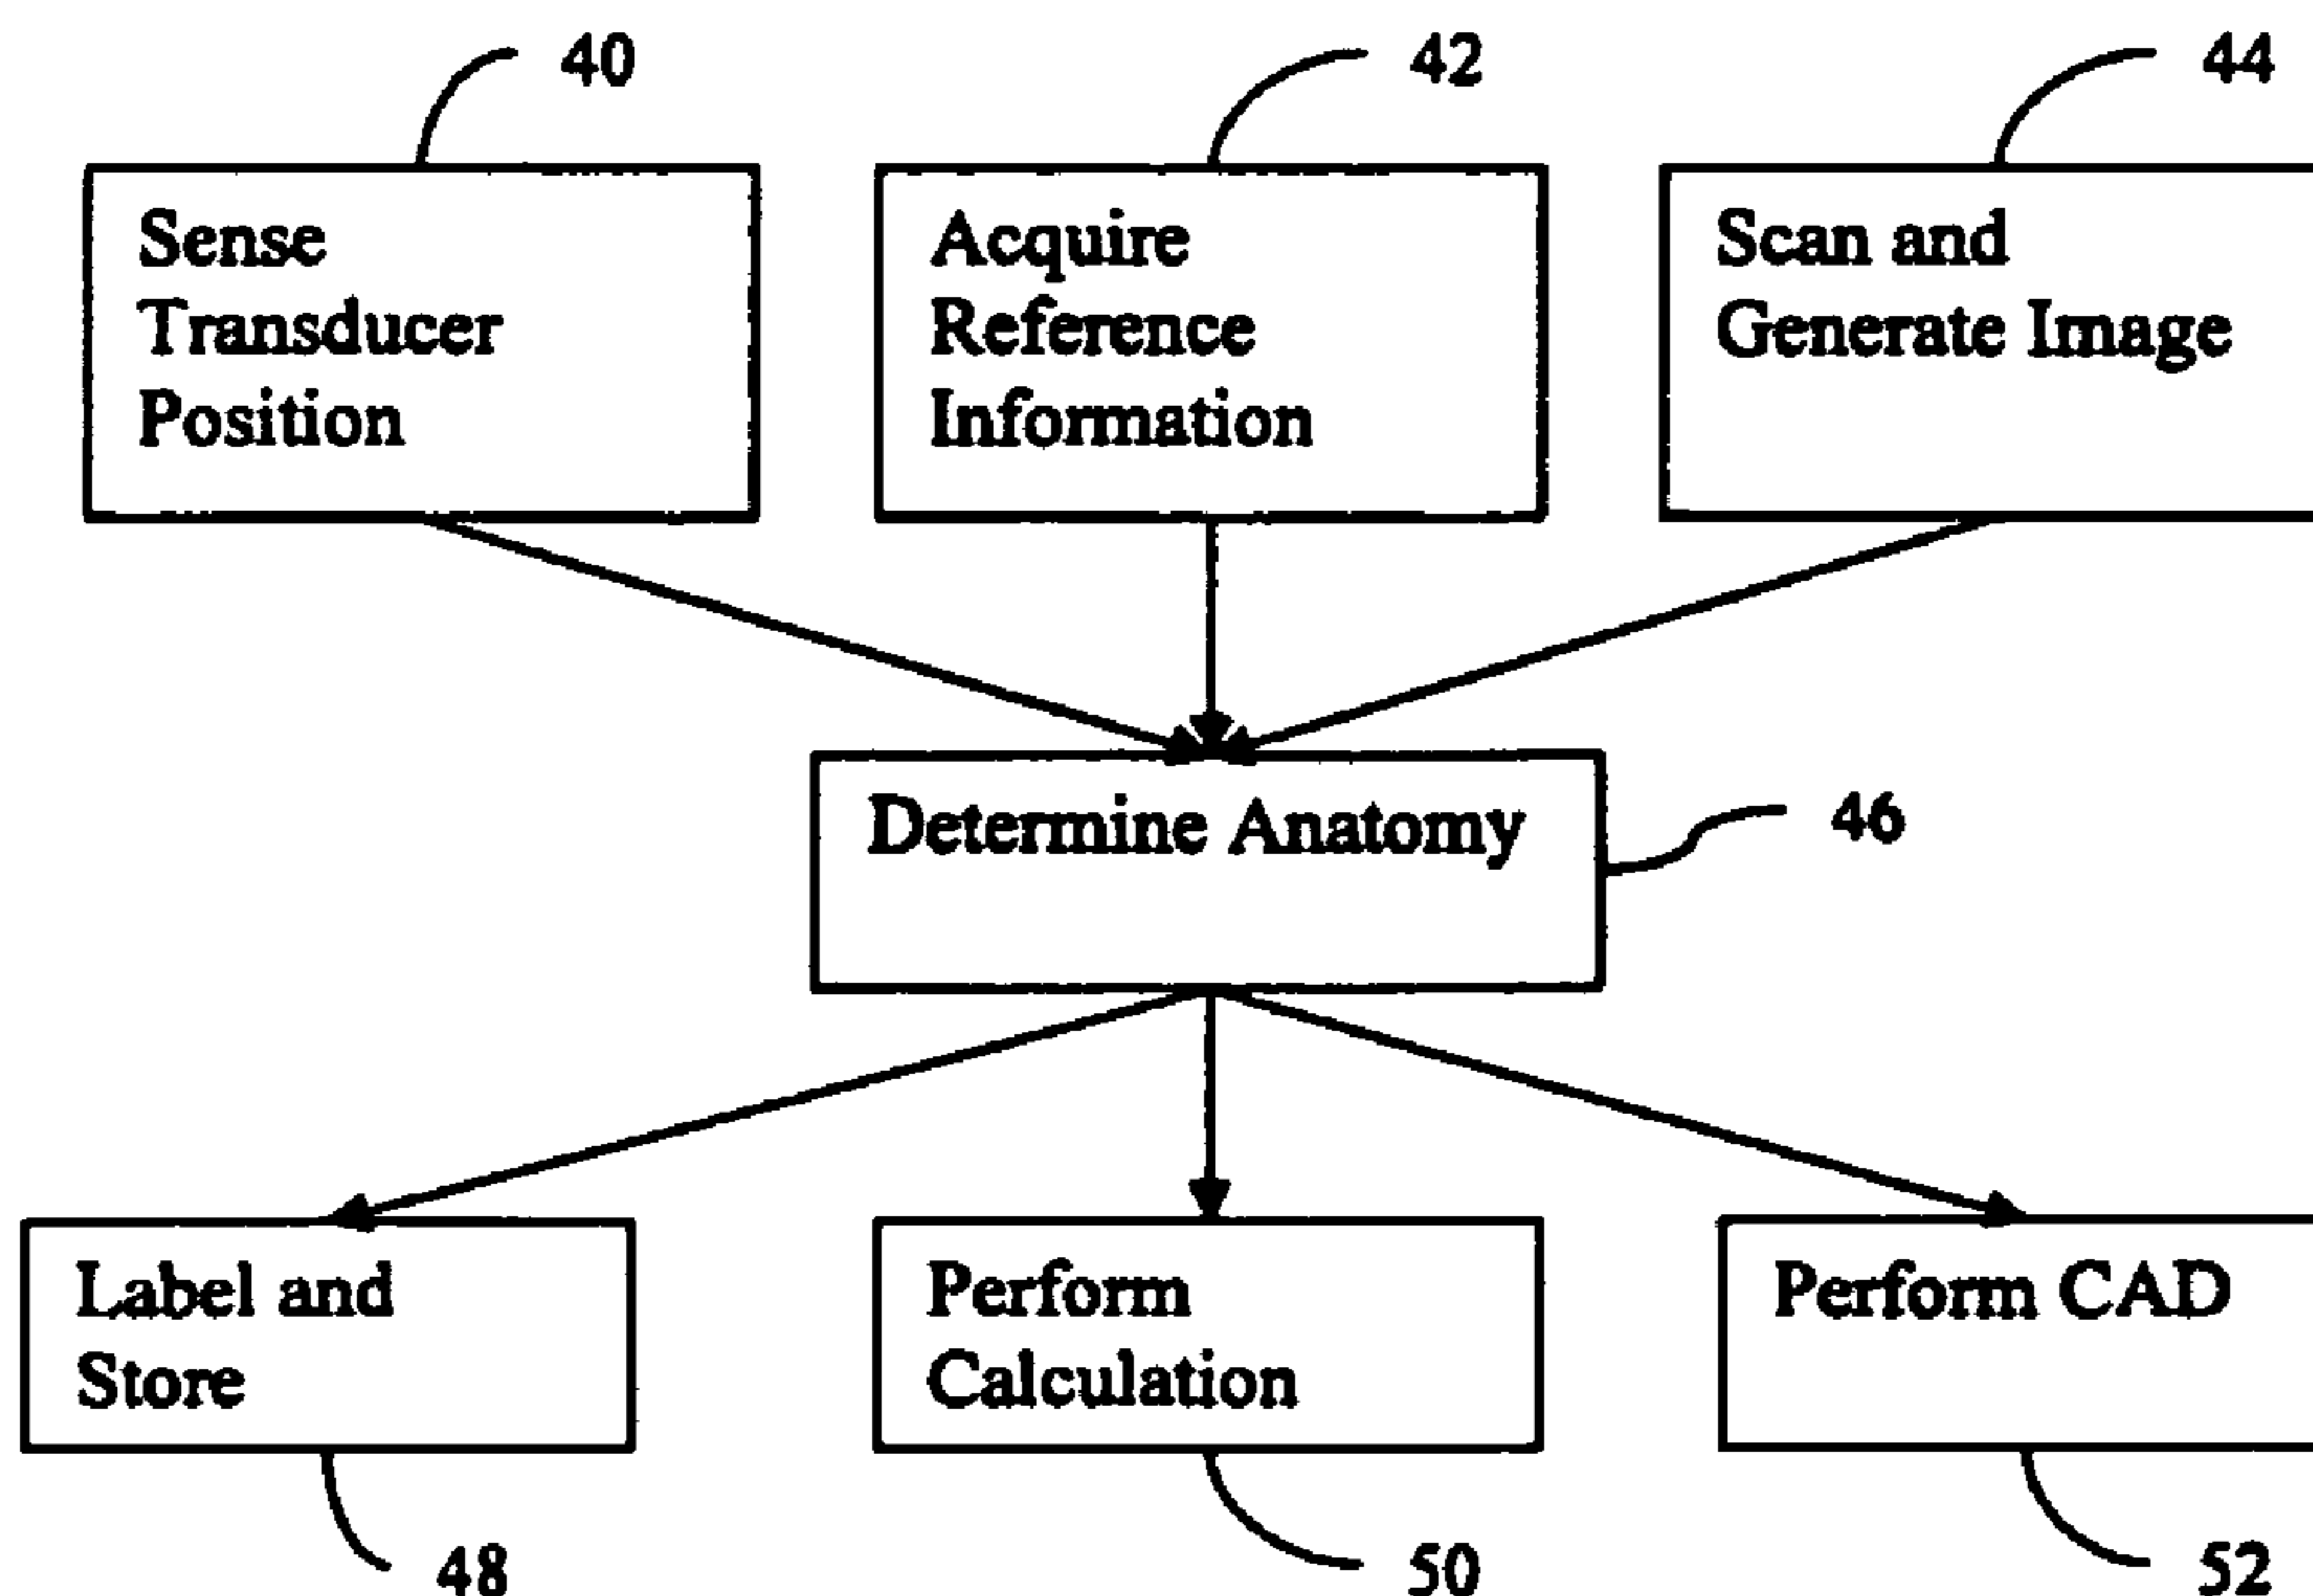 40
42
44
Sense
Transducer
Position
Acquire
Reference
Information
Scan and
Generate Image
Determine Anatomy
46
Label and
Store
Perform
Calculation
Perform CAD
48
50
52